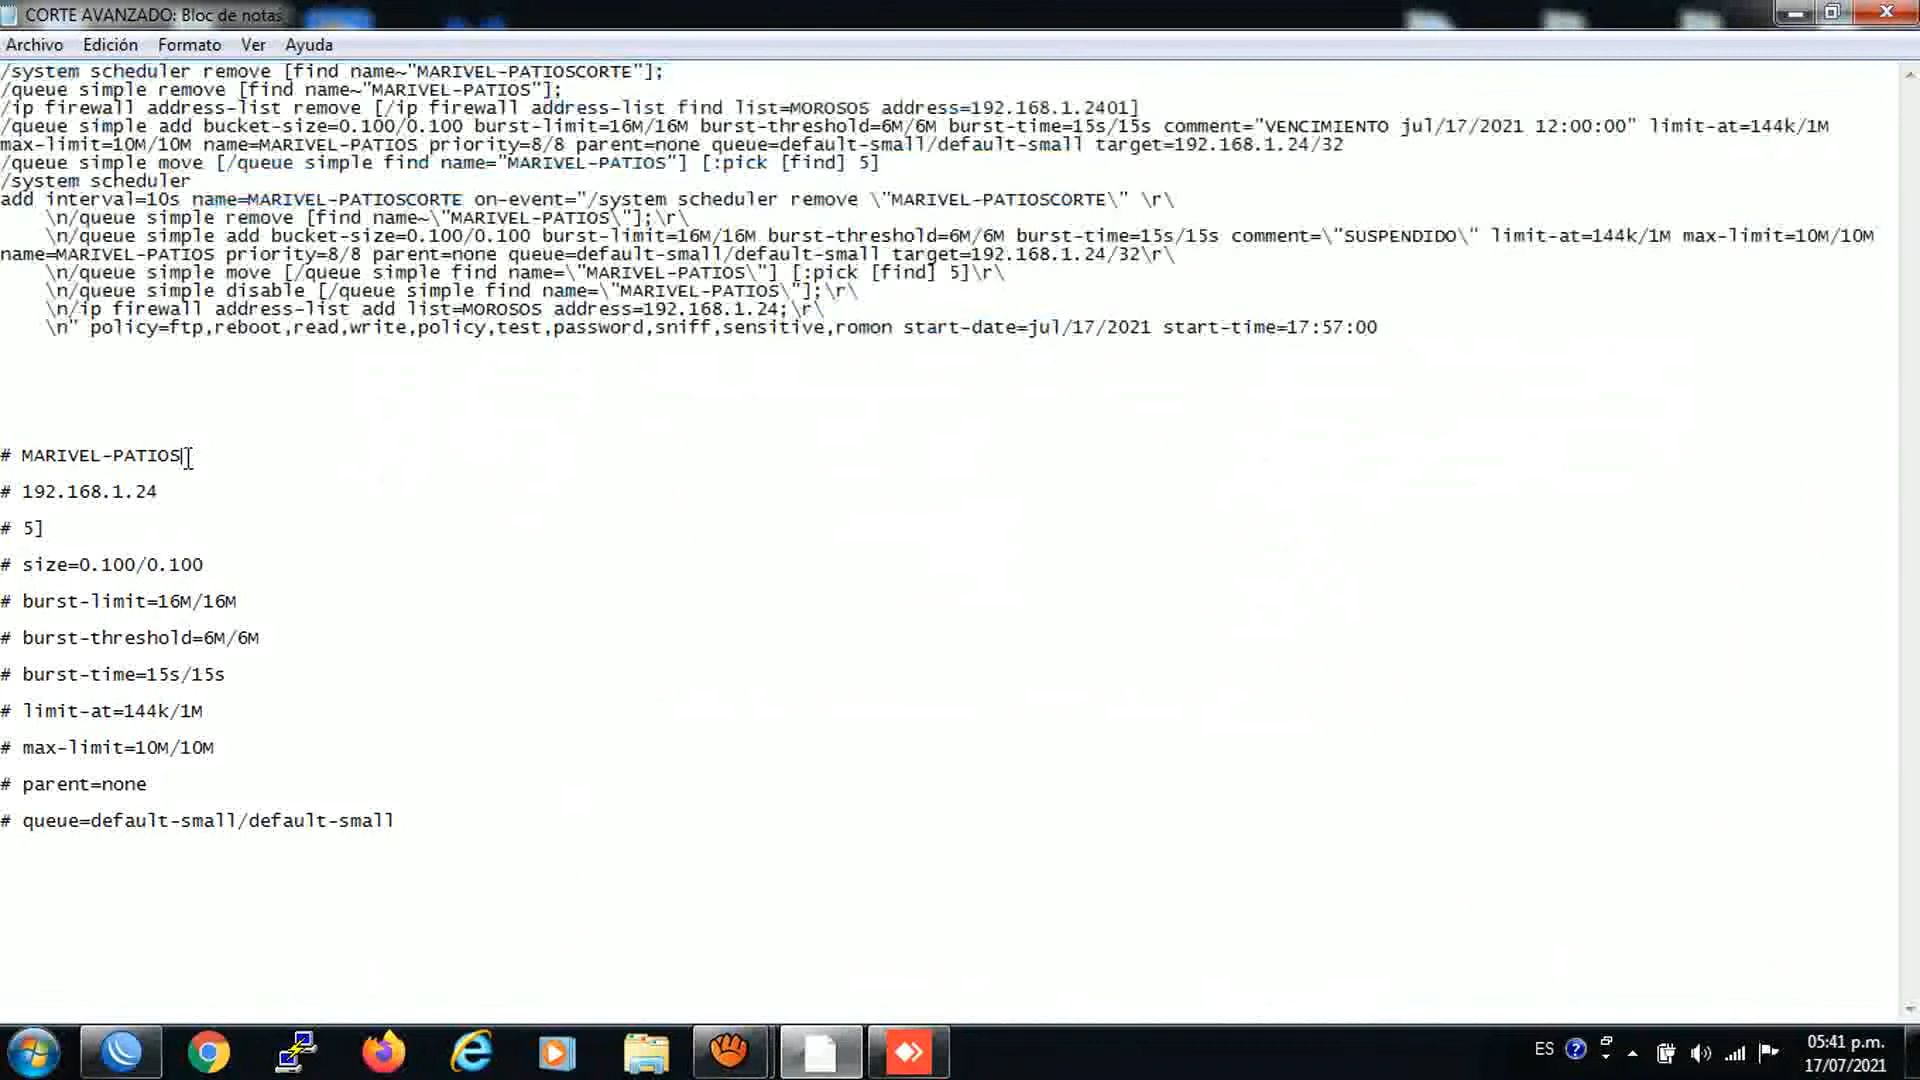 CORTE AVANZADO: Bloc de notas
Archivo Edición Formato Ver Ayuda
/system scheduler remove [find name~"MARIVEL-PATIOSCORTE"];
/queue simple remove [find name~"MARIVEL-PATIOS"];
/ip firewall address-list remove [/ip firewall address-list find list=MOROSOS address=192.168.1.2401]
/queue simple add bucket-size=0.100/0.100 burst-limit=16M/16M burst-threshold=6M/6M burst-time=15s/15s comment="VENCIMIENTO jul/17/2021 12:00:00" limit-at=144k/1M
max-limit=10M/10M name=MARIVEL-PATIOS priority=8/8 parent=none queue=default-small/default-small target=192.168.1.24/32
/queue simple move [/queue simple find name="MARIVEL-PATIOS"] [:pick [find] 5]
/system scheduler
add interval=10s name=MARIVEL-PATIOSCORTE on-event="/system scheduler remove \"MARIVEL-PATIOSCORTE\" \r\
\n/queue simple remove [find name~\"MARIVEL-PATIOS\"];\r\
\n/queue simple add bucket-size=0.100/0.100 burst-limit=16M/16M burst-threshold=6M/6M burst-time=15s/15s comment=\"SUSPENDIDO\" limit-at=144k/1M max-limit=10M/10M
name=MARIVEL-PATIOS priority=8/8 parent=none queue=default-small/default-small target=192.168.1.24/32\r\
\n/queue simple move [/queue simple find name=\"MARIVEL-PATIOS\"] [:pick [find] 5]\r\
\n/queue simple disable [/queue simple find name=\"MARIVEL-PATIOS\"];\r\
\n/ip firewall address-list add list=MOROSOS address=192.168.1.24;\r\
\n" policy=ftp,reboot,read,write,policy,test,password,sniff,sensitive,romon start-date=jul/17/2021 start-time=17:57:00
# MARIVEL-PATIOS
# 192.168.1.24
# 5]
# size=0.100/0.100
# burst-limit=16M/16M
# burst-threshold=6M/6M
# burst-time=15s/15s
# limit-at=144k/1M
# max-limit=10M/10M
# parent=none
# queue=default-small/default-small
ES
05:41 p.m.
17/07/2021